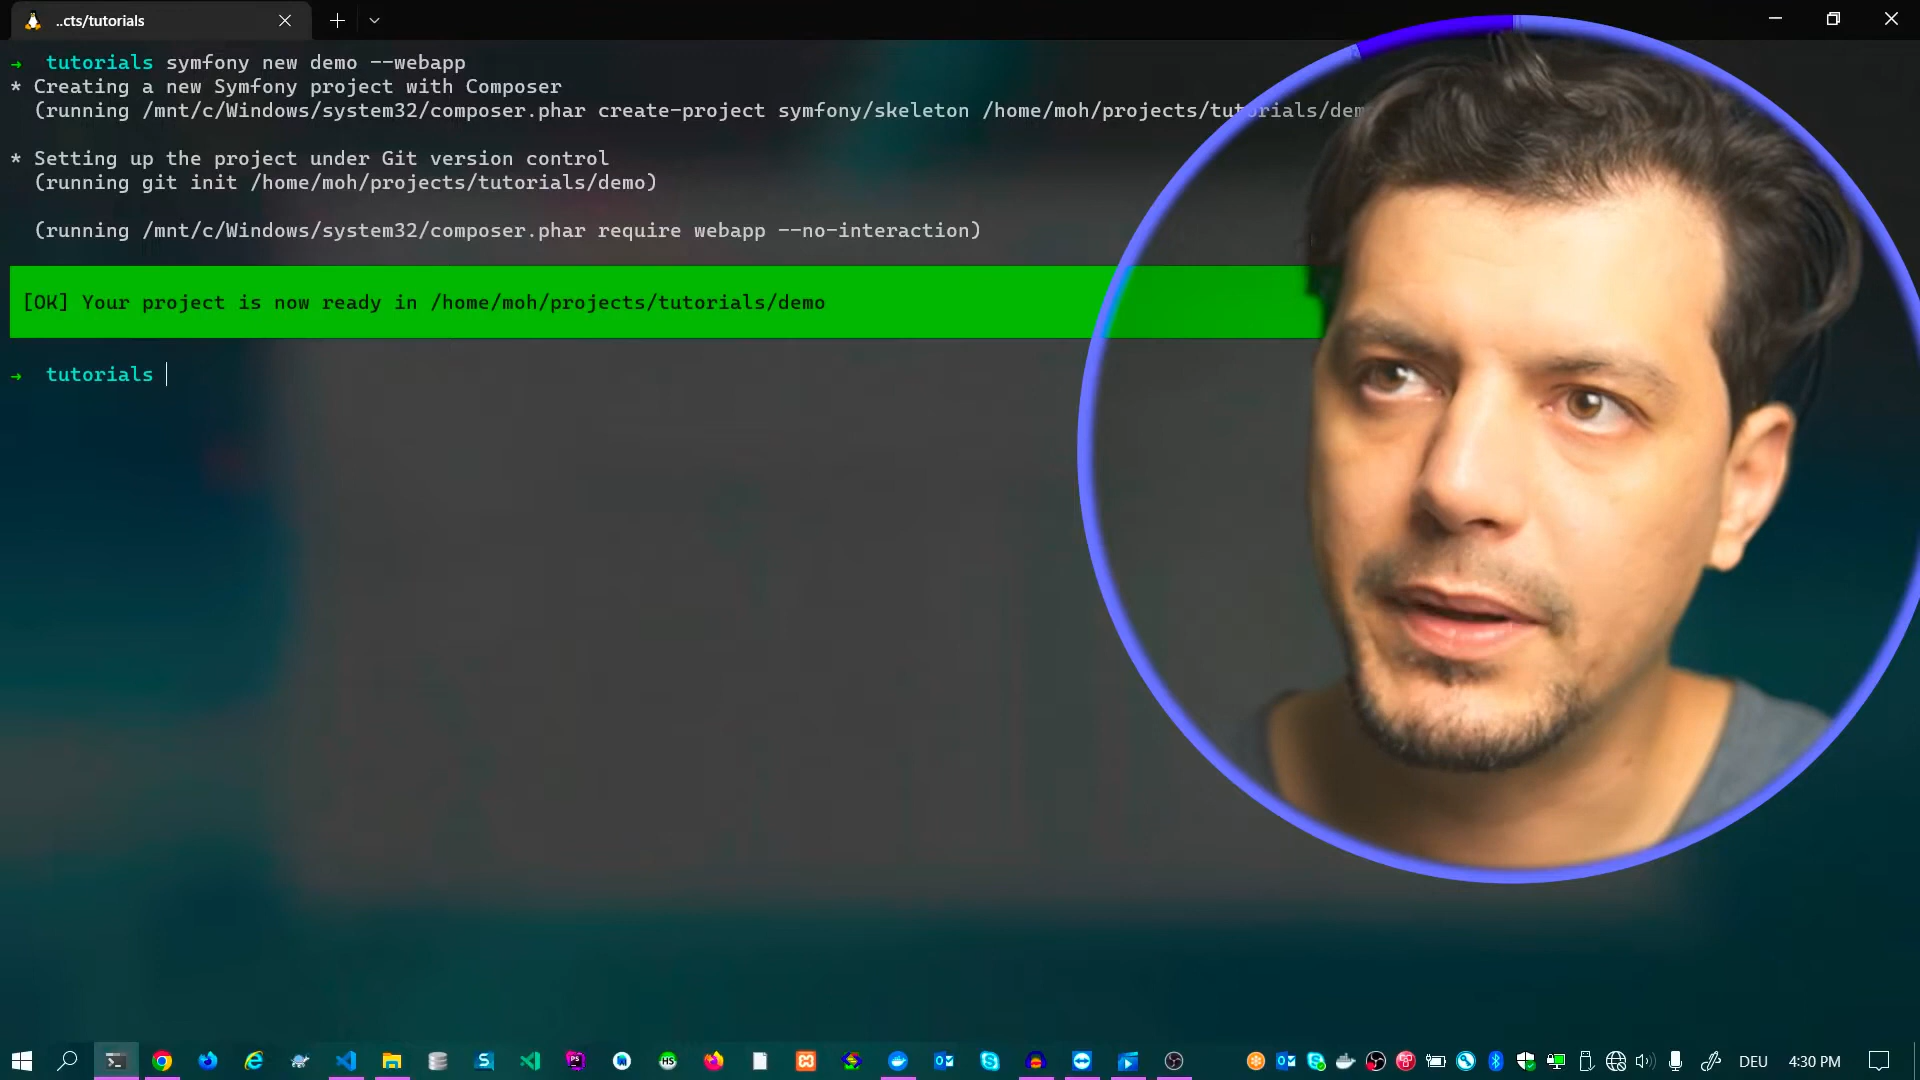 ..cts/tutorials
→ tutorials symfony new demo --webapp
* Creating a new Symfony project with Composer
(running /mnt/c/Windows/system32/composer.phar create-project symfony/skeleton /home/moh/projects/tutorials/demo
* Setting up the project under Git version control
(running git init /home/moh/projects/tutorials/demo)
(running /mnt/c/Windows/system32/composer.phar require webapp --no-interaction)
[OK] Your project is now ready in /home/moh/projects/tutorials/demo
→ tutorials
DEU 4:30 PM